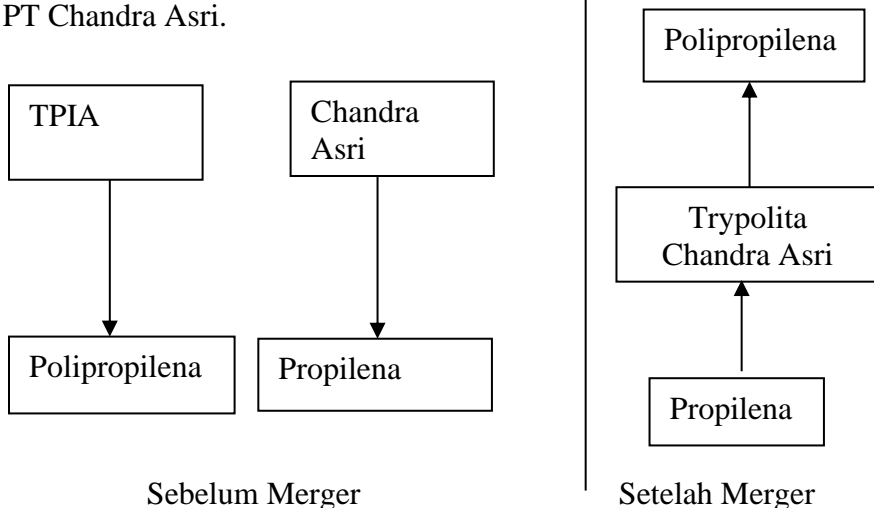 PT Chandra Asri.
TPIA
Chandra
Asri
Polipropilena
Propilena
Sebelum Merger
Polipropilena
Trypolita
Chandra Asri
Propilena
Setelah Merger